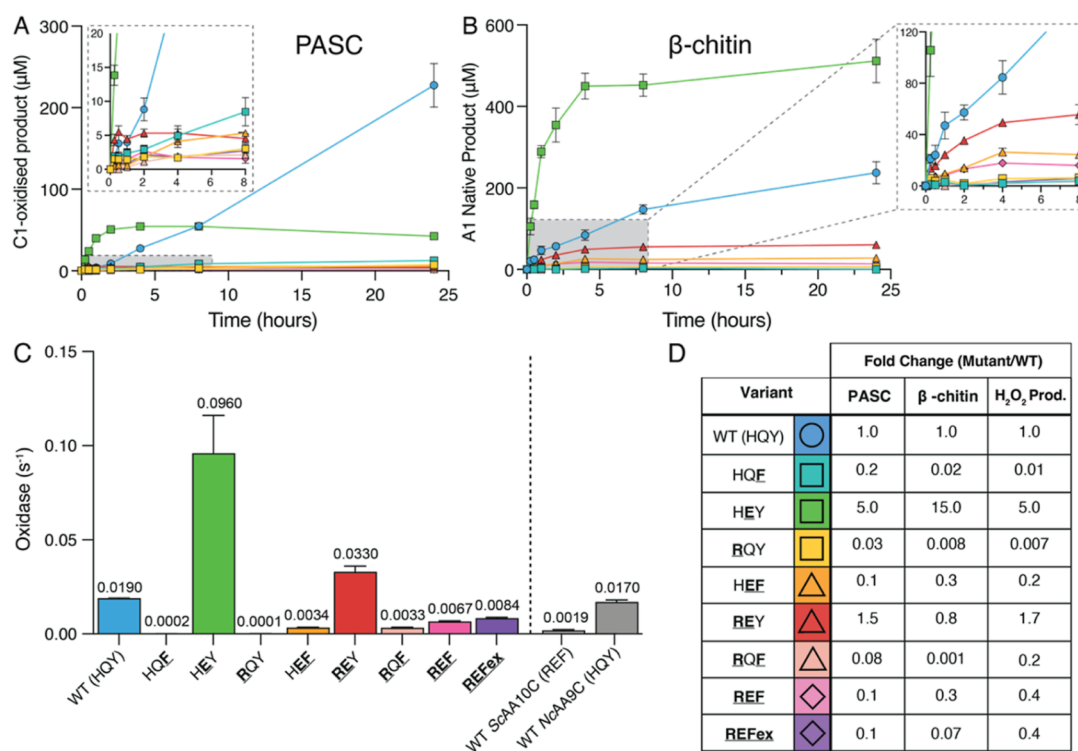 A
PASC
C1-oxidised product (µM)
300
250
200
150
100
50
0
0 5 10 15 20 25
Time (hours)
20
15
10
5
0
0 2 4 6 8
B
β-chitin
A1 Native Product (µM)
600
400
200
0
0 5 10 15 20 25
Time (hours)
120
80
40
0
0 2 4 6 8
C
Oxidase (s⁻¹)
0.15
0.10
0.05
0.00
0.0190
0.0002
0.0960
0.0001
0.0034
0.0330
0.0033
0.0067
0.0084
0.0019
0.0170
WT (HQY)
HQF
HEY
RQY
HEF
REY
RQF
REF
REFex
WT ScAA10C (REF)
WT NcAA9C (HQY)
D
Fold Change (Mutant/WT)
Variant PASC β -chitin H₂O₂ Prod.
WT (HQY) 1.0 1.0 1.0
HQF 0.2 0.02 0.01
HEY 5.0 15.0 5.0
RQY 0.03 0.008 0.007
HEF 0.1 0.3 0.2
REY 1.5 0.8 1.7
RQF 0.08 0.001 0.2
REF 0.1 0.3 0.4
REFex 0.1 0.07 0.4